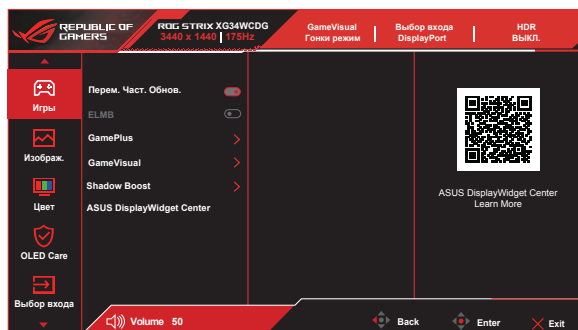 REPUBLIC OF
GAMERS
ROG STRIX XG34WCDG
3440 x 1440 175Hz
GameVisual
Гонки режим
Выбор входа
DisplayPort
HDR
ВЫКЛ.
Игры
Изображ.
Цвет
OLED Care
Выбор входа
Перем. Част. Обнов.
ELMB
GamePlus
GameVisual
Shadow Boost
ASUS DisplayWidget Center
ASUS DisplayWidget Center
Learn More
Volume 50
Back
Enter
Exit